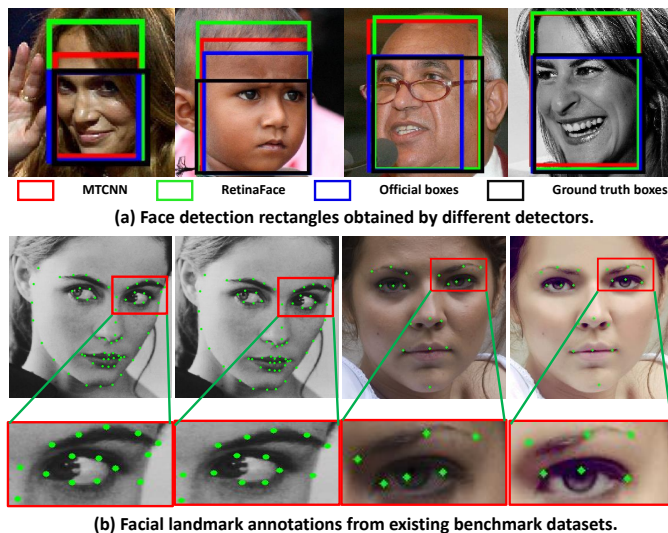 MTCNN RetinaFace Official boxes Ground truth boxes
(a) Face detection rectangles obtained by different detectors.
(b) Facial landmark annotations from existing benchmark datasets.